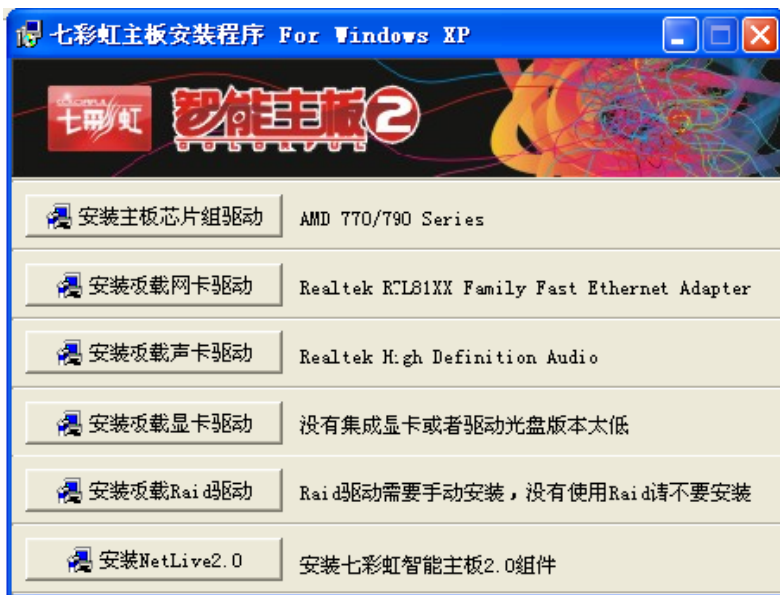 七彩虹主板安装程序 For Windows XP
COLORFUL
七彩虹
智能主板2
COLORFUL
安装主板芯片组驱动 AMD 770/790 Series
安装板载网卡驱动 Realtek RTL81XX Family Fast Ethernet Adapter
安装板载声卡驱动 Realtek High Definition Audio
安装板载显卡驱动 没有集成显卡或者驱动光盘版本太低
安装板载Raid驱动 Raid驱动需要手动安装，没有使用Raid请不要安装
安装NetLive2.0 安装七彩虹智能主板2.0组件